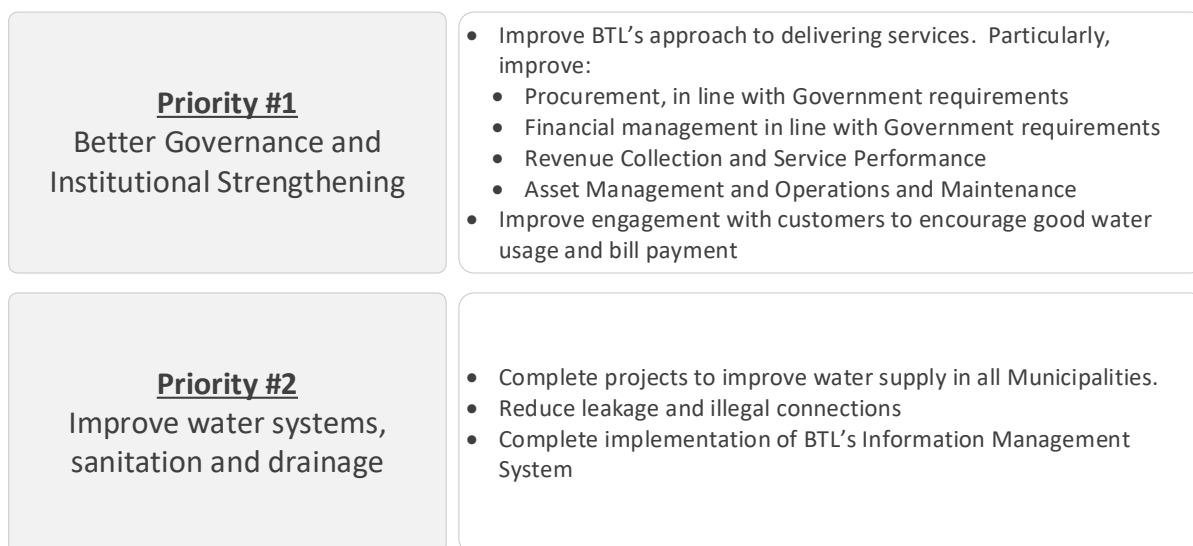 Priority #1
Better Governance and
Institutional Strengthening
• Improve BTL’s approach to delivering services.  Particularly,
improve:
• Procurement, in line with Government requirements
• Financial management in line with Government requirements
• Revenue Collection and Service Performance
• Asset Management and Operations and Maintenance
• Improve engagement with customers to encourage good water
usage and bill payment
Priority #2
Improve water systems,
sanitation and drainage
• Complete projects to improve water supply in all Municipalities.
• Reduce leakage and illegal connections
• Complete implementation of BTL’s Information Management
System